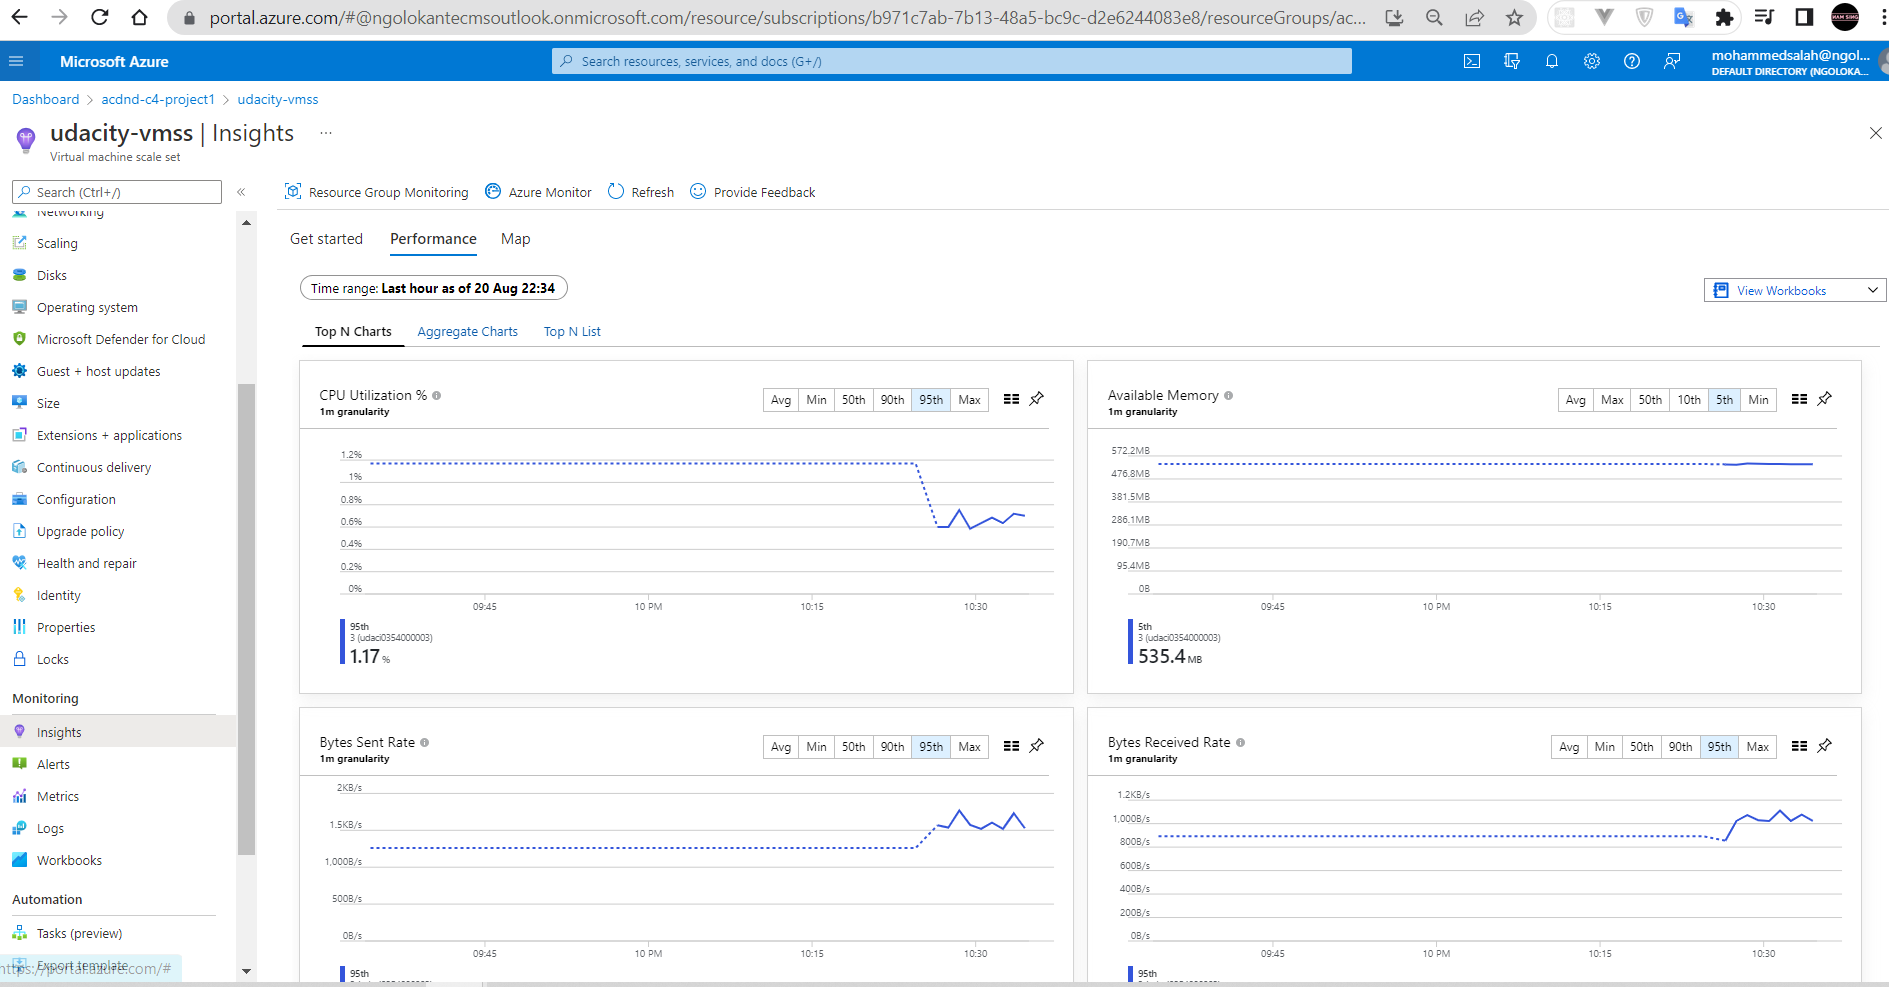 portal.azure.com/#@ngolokantecmsoutlook.onmicrosoft.com/resource/subscriptions/b971c7ab-7b13-48a5-bc9c-d2e6244083e8/resourceGroups/ac...
Microsoft Azure
Search resources, services, and docs (G+/)
mohammedsalah@ngol...
DEFAULT DIRECTORY (NGOLOKA...
Dashboard > acdnd-c4-project1 > udacity-vmss
udacity-vmss | Insights ...
Virtual machine scale set
Search (Ctrl+/)
«
Networking
Scaling
Disks
Operating system
Microsoft Defender for Cloud
Guest + host updates
Size
Extensions + applications
Continuous delivery
Configuration
Upgrade policy
Health and repair
Identity
Properties
Locks
Monitoring
Insights
Alerts
Metrics
Logs
Workbooks
Automation
Tasks (preview)
Export template
https://portal.azure.com/#
Resource Group Monitoring Azure Monitor Refresh Provide Feedback
Get started Performance Map
Time range: Last hour as of 20 Aug 22:34
View Workbooks
Top N Charts Aggregate Charts Top N List
CPU Utilization %
1m granularity
Avg Min 50th 90th 95th Max
1.2%
1%
0.8%
0.6%
0.4%
0.2%
0%
09:45 10 PM 10:15 10:30
95th
3 (udaci0354000003)
1.17 %
Available Memory
1m granularity
Avg Max 50th 10th 5th Min
572.2MB
476.8MB
381.5MB
286.1MB
190.7MB
95.4MB
0B
09:45 10 PM 10:15 10:30
5th
3 (udaci0354000003)
535.4 MB
Bytes Sent Rate
1m granularity
Avg Min 50th 90th 95th Max
2KB/s
1.5KB/s
1,000B/s
500B/s
0B/s
09:45 10 PM 10:15 10:30
95th
Bytes Received Rate
1m granularity
Avg Min 50th 90th 95th Max
1.2KB/s
1,000B/s
800B/s
600B/s
400B/s
200B/s
0B/s
09:45 10 PM 10:15 10:30
95th